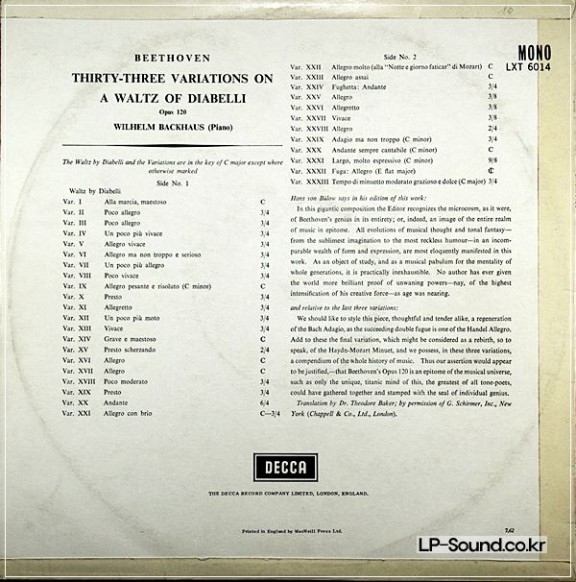 BEETHOVEN
THIRTY-THREE VARIATIONS ON
A WALTZ OF DIABELLI
Opus 120
WILHELM BACKHAUS (Piano)
The Waltz by Diabelli and the Variations are in the key of C major except where
otherwise marked
Side No. 1
Waltz by Diabelli
Var. I Alla marcia, maestoso C
Var. II Poco allegro 3/4
Var. III Poco allegro 3/4
Var. IV Un poco più vivace 3/4
Var. V Allegro vivace 3/4
Var. VI Allegro ma non troppo e serioso 3/4
Var. VII Un poco più allegro 3/4
Var. VIII Poco vivace 3/4
Var. IX Allegro pesante e risoluto (C minor) C
Var. X Presto 3/4
Var. XI Allegretto 3/4
Var. XII Un poco più moto 3/4
Var. XIII Vivace 3/4
Var. XIV Grave e maestoso C
Var. XV Presto scherzando 2/4
Var. XVI Allegro C
Var. XVII Allegro C
Var. XVIII Poco moderato 3/4
Var. XIX Presto 3/4
Var. XX Andante 6/4
Var. XXI Allegro con brio C—3/4
Side No. 2
Var. XXII Allegro molto (alla "Notte e giorno faticar" di Mozart) C
Var. XXIII Allegro assai C
Var. XXIV Fughetta: Andante 3/4
Var. XXV Allegro 3/8
Var. XXVI Allegretto 3/8
Var. XXVII Vivace 3/8
Var. XXVIII Allegro 2/4
Var. XXIX Adagio ma non troppo (C minor) 3/4
Var. XXX Andante sempre cantabile (C minor) C
Var. XXXI Largo, molto espressivo (C minor) 9/8
Var. XXXII Fuga: Allegro (E flat major) ¢
Var. XXXIII Tempo di minuetto moderato grazioso e dolce (C major) 3/4
Hans von Bülow says in his edition of this work:
In this gigantic composition the Editor recognizes the microcosm, as it were,
of Beethoven's genius in its entirety; or, indeed, an image of the entire realm
of music in epitome. All evolutions of musical thought and tonal fantasy—
from the sublimest imagination to the most reckless humour—in an incom-
parable wealth of form and expression, are most eloquently manifested in this
work. As an object of study, and as a musical pabulum for the mentality of
whole generations, it is practically inexhaustible. No author has ever given
the world more brilliant proof of unwaning powers—nay, of the highest
intensification of his creative force—as age was nearing.
and relative to the last three variations:
We should like to style this piece, thoughtful and tender alike, a regeneration
of the Bach Adagio, as the succeeding double fugue is one of the Handel Allegro.
Add to these the final variation, which might be considered as a rebirth, so to
speak, of the Haydn-Mozart Minuet, and we possess, in these three variations,
a compendium of the whole history of music. Thus our assertion would appear
to be justified,—that Beethoven's Opus 120 is an epitome of the musical universe,
such as only the unique, titanic mind of this, the greatest of all tone-poets,
could have gathered together and stamped with the seal of individual genius.
Translation by Dr. Theodore Baker; by permission of G. Schirmer, Inc., New
York (Chappell & Co., Ltd., London).
MONO
LXT 6014
10
DECCA
THE DECCA RECORD COMPANY LIMITED, LONDON, ENGLAND.
Printed in England by MacNeill Press Ltd.
7.62
LP-Sound.co.kr